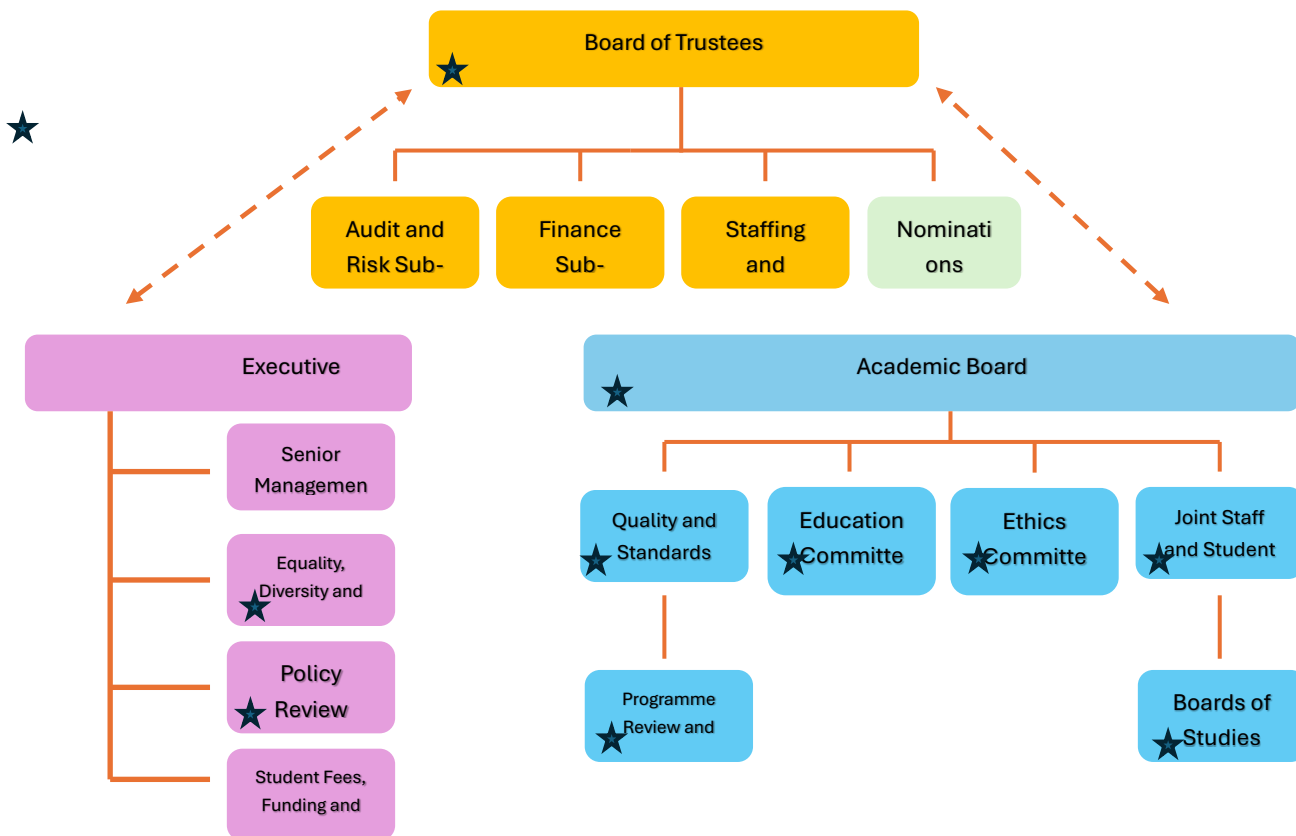 Board of Trustees
Audit and
Risk Sub-
Finance
Sub-
Staffing
and
Nominati
ons
Executive
Academic Board
Senior
Managemen
Equality,
Diversity and
Policy
Review
Student Fees,
Funding and
Quality and
Standards
Education
Committe
Ethics
Committe
Joint Staff
and Student
Programme
Review and
Boards of
Studies